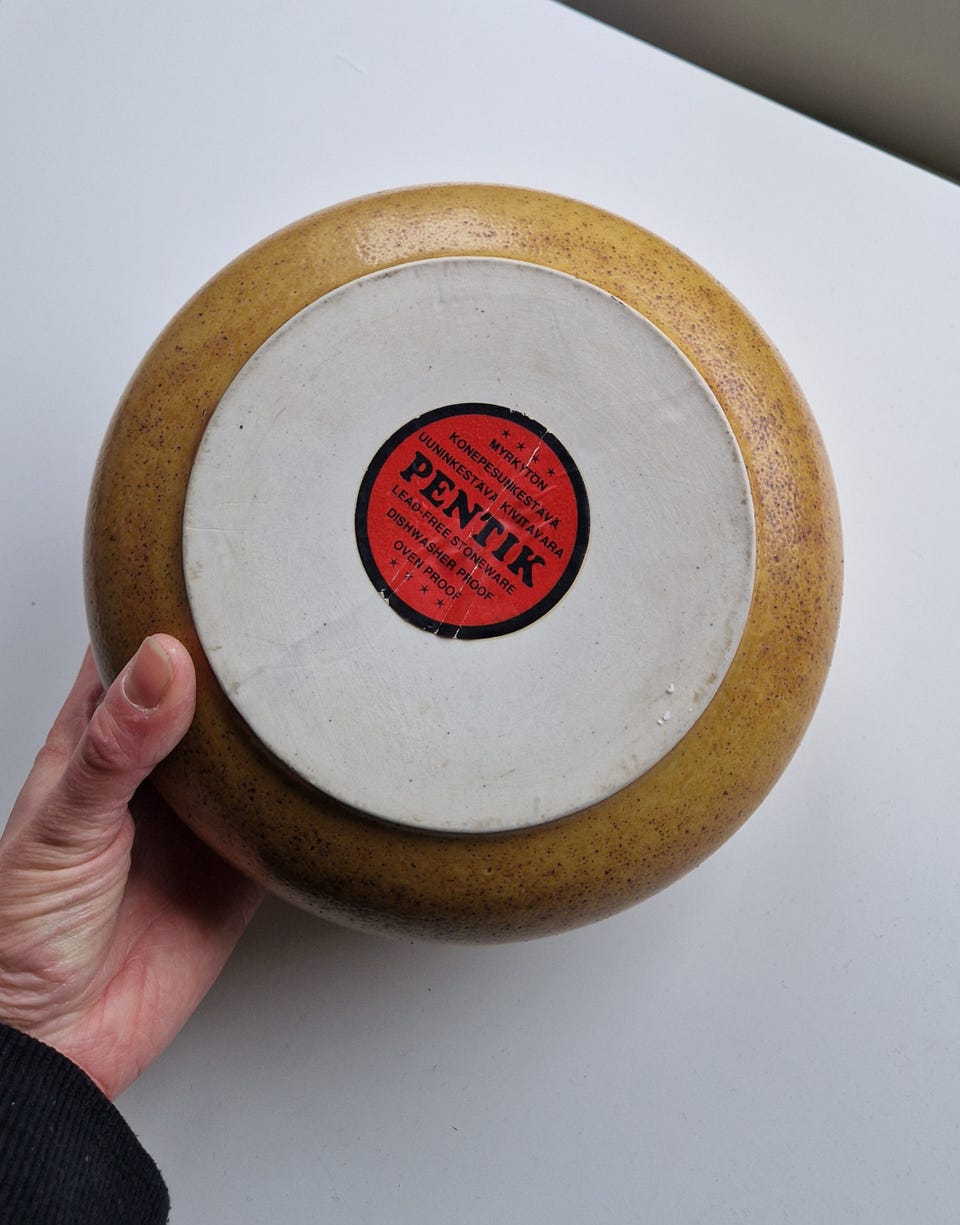 ★ ★ ★ ★
MYRKYTÖN
KONEPESUNKESTÄVÄ
UUNINKESTÄVÄ KIVITAVARA
PENTIK
LEAD-FREE STONEWARE
DISHWASHER PROOF
OVEN PROOF
★ ★ ★ ★